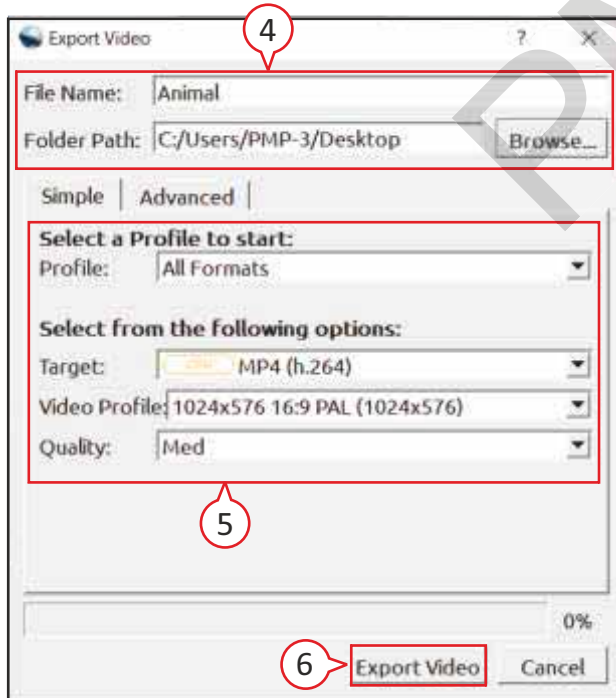 Export Video
4
? ×
File Name: Animal
Folder Path: C:/Users/PMP-3/Desktop Browse...
Simple Advanced
Select a Profile to start:
Profile: All Formats
Select from the following options:
Target: MP4 (h.264)
Video Profile: 1024x576 16:9 PAL (1024x576)
Quality: Med
5
0%
6 Export Video Cancel